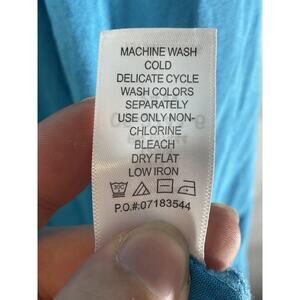 MACHINE WASH
COLD
DELICATE CYCLE
WASH COLORS
SEPARATELY
USE ONLY NON-
CHLORINE
BLEACH
DRY FLAT
LOW IRON
P.O.#:07183544